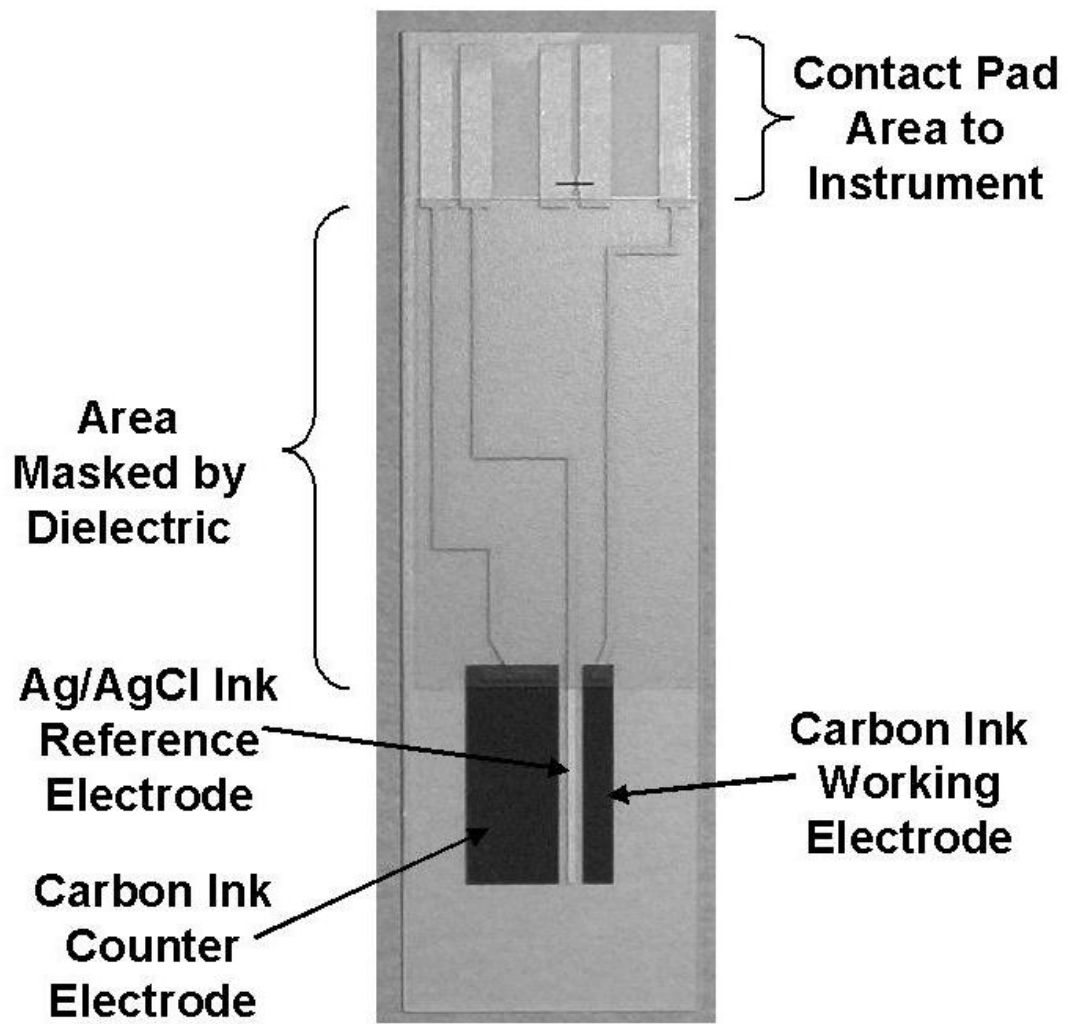 Contact Pad
Area to
Instrument
Area
Masked by
Dielectric
Ag/AgCl Ink
Reference
Electrode
Carbon Ink
Working
Electrode
Carbon Ink
Counter
Electrode